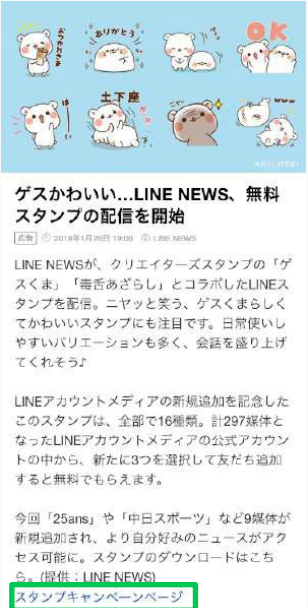 おつかれさま
ありがとう
OK
はーい
土下座
ゲスかわいい…LINE NEWS、無料
スタンプの配信を開始
広告 2019年1月26日 19:00 LINE NEWS
LINE NEWSが、クリエイターズスタンプの「ゲ
スくま」「毒舌あざらし」とコラボしたLINEス
タンプを配信。ニヤッと笑う、ゲスくまらしく
てかわいいスタンプにも注目です。日常使いし
やすいバリエーションも多く、会話を盛り上げ
てくれそう♪
LINEアカウントメディアの新規追加を記念した
このスタンプは、全部で16種類。計297媒体と
なったLINEアカウントメディアの公式アカウン
トの中から、新たに3つを選択して友だち追加
すると無料でもらえます。
今回「25ans」や「中日スポーツ」など9媒体が
新規追加され、より自分好みのニュースがアク
セス可能に。スタンプのダウンロードはこち
ら。(提供：LINE NEWS)
スタンプキャンペーンページ